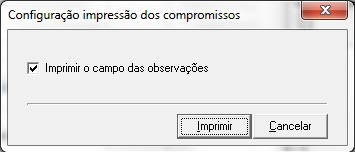 Configuração impressão dos compromissos
Imprimir o campo das observações
Imprimir
Cancelar